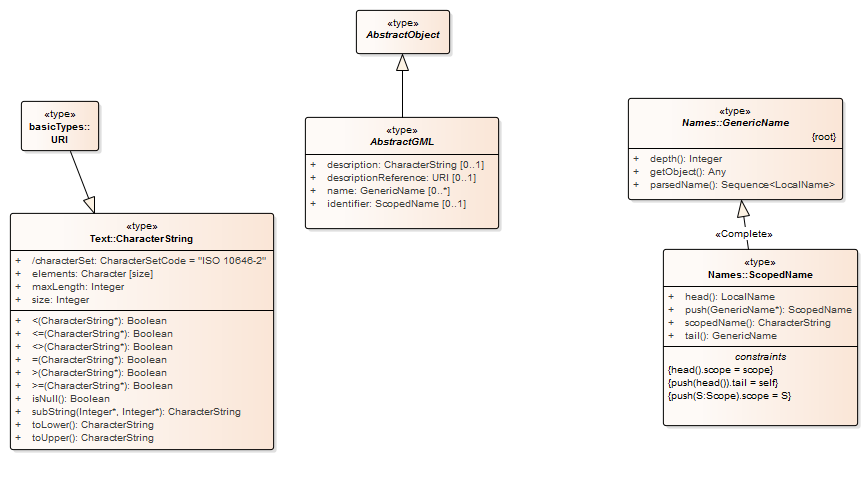 «type»
AbstractObject
«type»
basicTypes::
URI
«type»
AbstractGML
+ description: CharacterString [0..1]
+ descriptionReference: URI [0..1]
+ name: GenericName [0..*]
+ identifier: ScopedName [0..1]
«type»
Names::GenericName
{root}
+ depth(): Integer
+ getObject(): Any
+ parsedName(): Sequence<LocalName>
«Complete»
«type»
Text::CharacterString
+ /characterSet: CharacterSetCode = "ISO 10646-2"
+ elements: Character [size]
+ maxLength: Integer
+ size: Integer
+ <(CharacterString*): Boolean
+ <=(CharacterString*): Boolean
+ <>(CharacterString*): Boolean
+ =(CharacterString*): Boolean
+ >(CharacterString*): Boolean
+ >=(CharacterString*): Boolean
+ isNull(): Boolean
+ subString(Integer*, Integer*): CharacterString
+ toLower(): CharacterString
+ toUpper(): CharacterString
«type»
Names::ScopedName
+ head(): LocalName
+ push(GenericName*): ScopedName
+ scopedName(): CharacterString
+ tail(): GenericName
constraints
{head().scope = scope}
{push(head()).tail = self}
{push(S:Scope).scope = S}